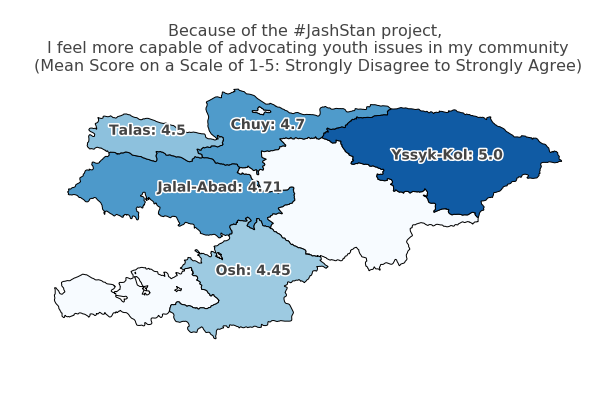 Because of the #JashStan project,
I feel more capable of advocating youth issues in my community
(Mean Score on a Scale of 1-5: Strongly Disagree to Strongly Agree)
Talas: 4.5
Chuy: 4.7
Yssyk-Kol: 5.0
Jalal-Abad: 4.71
Osh: 4.45